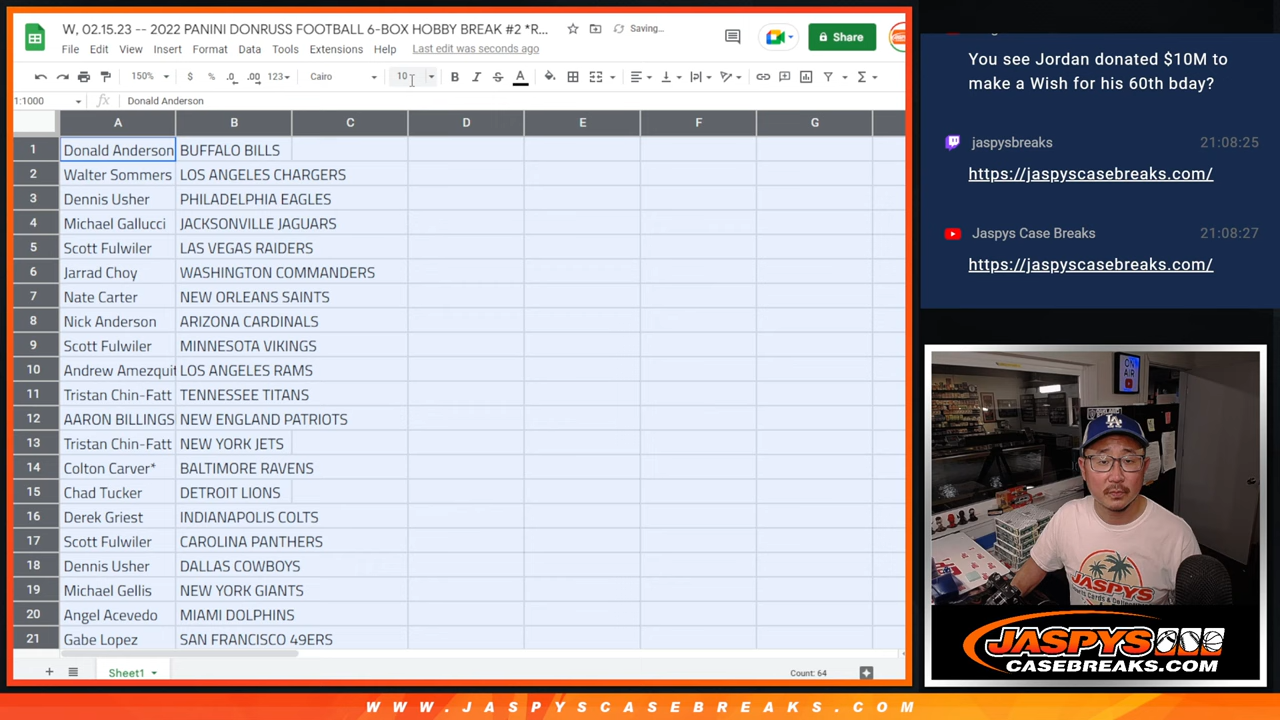 W, 02.15.23 -- 2022 PANINI DONRUSS FOOTBALL 6-BOX HOBBY BREAK #2 *R
Saving...
File Edit View Insert Format Data Tools Extensions Help Last edit was seconds ago
Share
150% $ % .0 .00 123 Cairo 10 B I S A
1:1000 fx Donald Anderson
A B C D E F G
1 Donald Anderson BUFFALO BILLS
2 Walter Sommers LOS ANGELES CHARGERS
3 Dennis Usher PHILADELPHIA EAGLES
4 Michael Gallucci JACKSONVILLE JAGUARS
5 Scott Fulwiler LAS VEGAS RAIDERS
6 Jarrad Choy WASHINGTON COMMANDERS
7 Nate Carter NEW ORLEANS SAINTS
8 Nick Anderson ARIZONA CARDINALS
9 Scott Fulwiler MINNESOTA VIKINGS
10 Andrew Amezquit LOS ANGELES RAMS
11 Tristan Chin-Fatt TENNESSEE TITANS
12 AARON BILLINGS NEW ENGLAND PATRIOTS
13 Tristan Chin-Fatt NEW YORK JETS
14 Colton Carver* BALTIMORE RAVENS
15 Chad Tucker DETROIT LIONS
16 Derek Griest INDIANAPOLIS COLTS
17 Scott Fulwiler CAROLINA PANTHERS
18 Dennis Usher DALLAS COWBOYS
19 Michael Gellis NEW YORK GIANTS
20 Angel Acevedo MIAMI DOLPHINS
21 Gabe Lopez SAN FRANCISCO 49ERS
Sheet1
Count: 64
You see Jordan donated $10M to
make a Wish for his 60th bday?
jaspysbreaks 21:08:25
https://jaspyscasebreaks.com/
Jaspys Case Breaks 21:08:27
https://jaspyscasebreaks.com/
ON
AIR
LA
JASPYS
CASEBREAKS.COM
WWW.JASPYSCASEBREAKS.COM